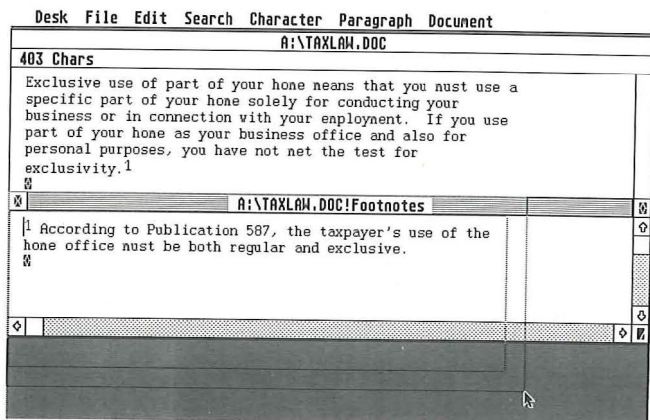 Desk File Edit Search Character Paragraph Document
A:\TAXLAW.DOC
403 Chars
Exclusive use of part of your hone neans that you nust use a
specific part of your hone solely for conducting your
business or in connection with your enploynent. If you use
part of your hone as your business office and also for
personal purposes, you have not net the test for
exclusivity.1
A:\TAXLAW.DOC!Footnotes
1 According to Publication 587, the taxpayer's use of the
hone office nust be both regular and exclusive.